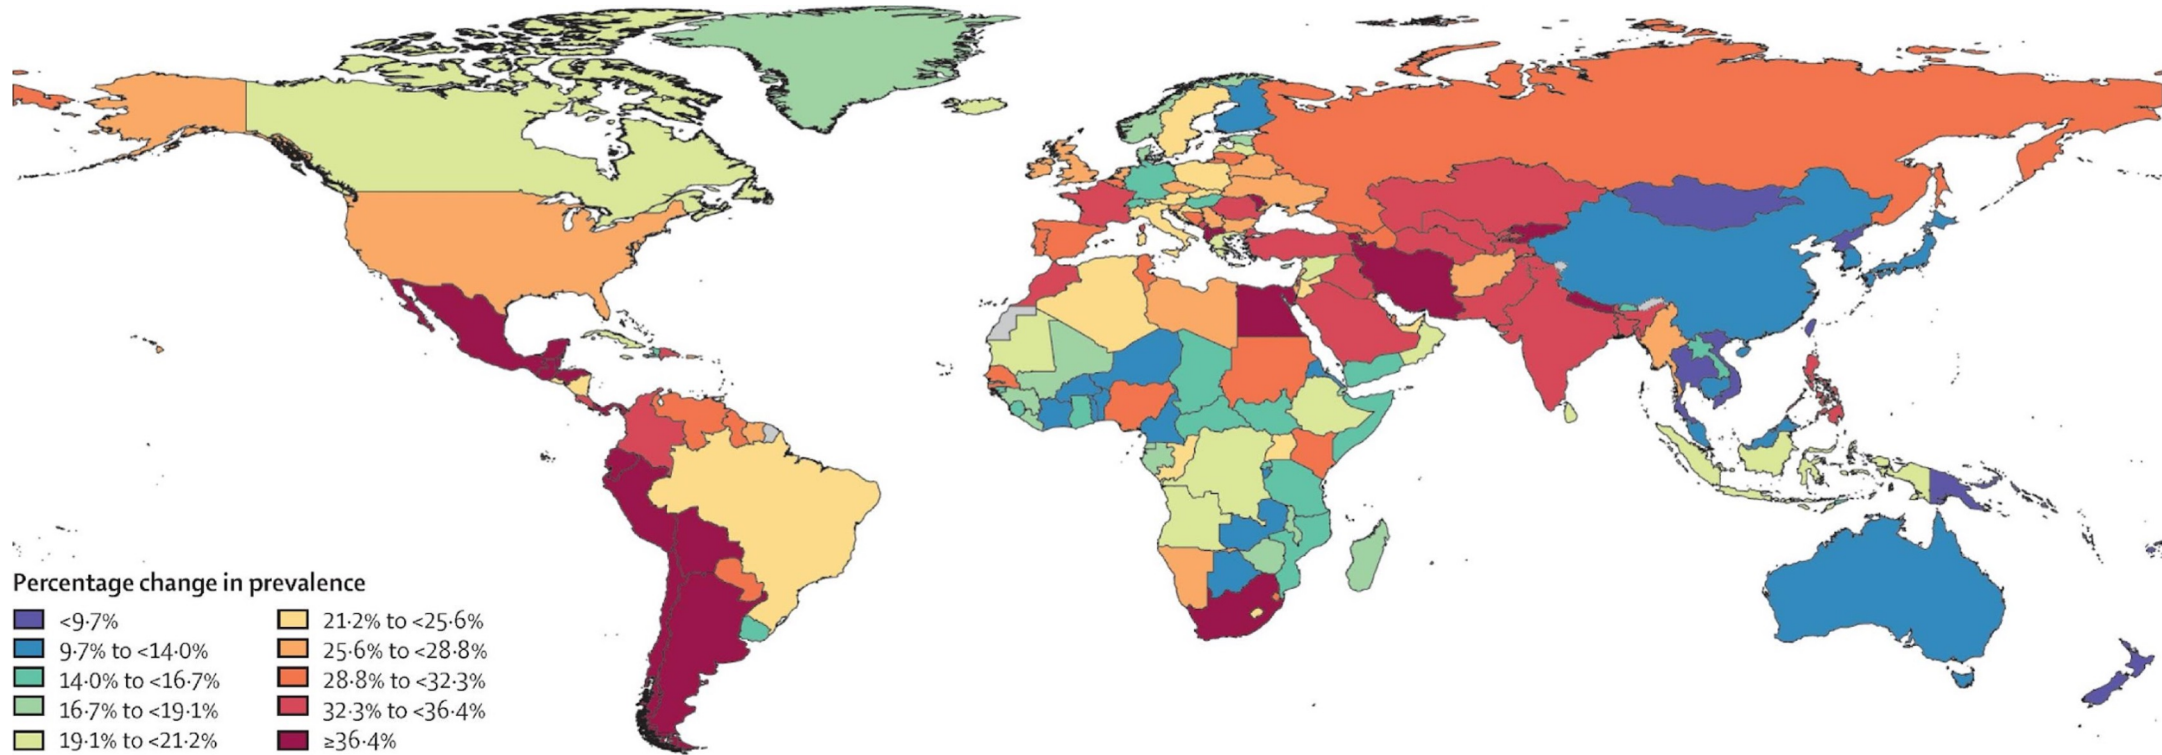 Percentage change in prevalence
<9·7%
9·7% to <14·0%
14·0% to <16·7%
16·7% to <19·1%
19·1% to <21·2%
21·2% to <25·6%
25·6% to <28·8%
28·8% to <32·3%
32·3% to <36·4%
≥36·4%